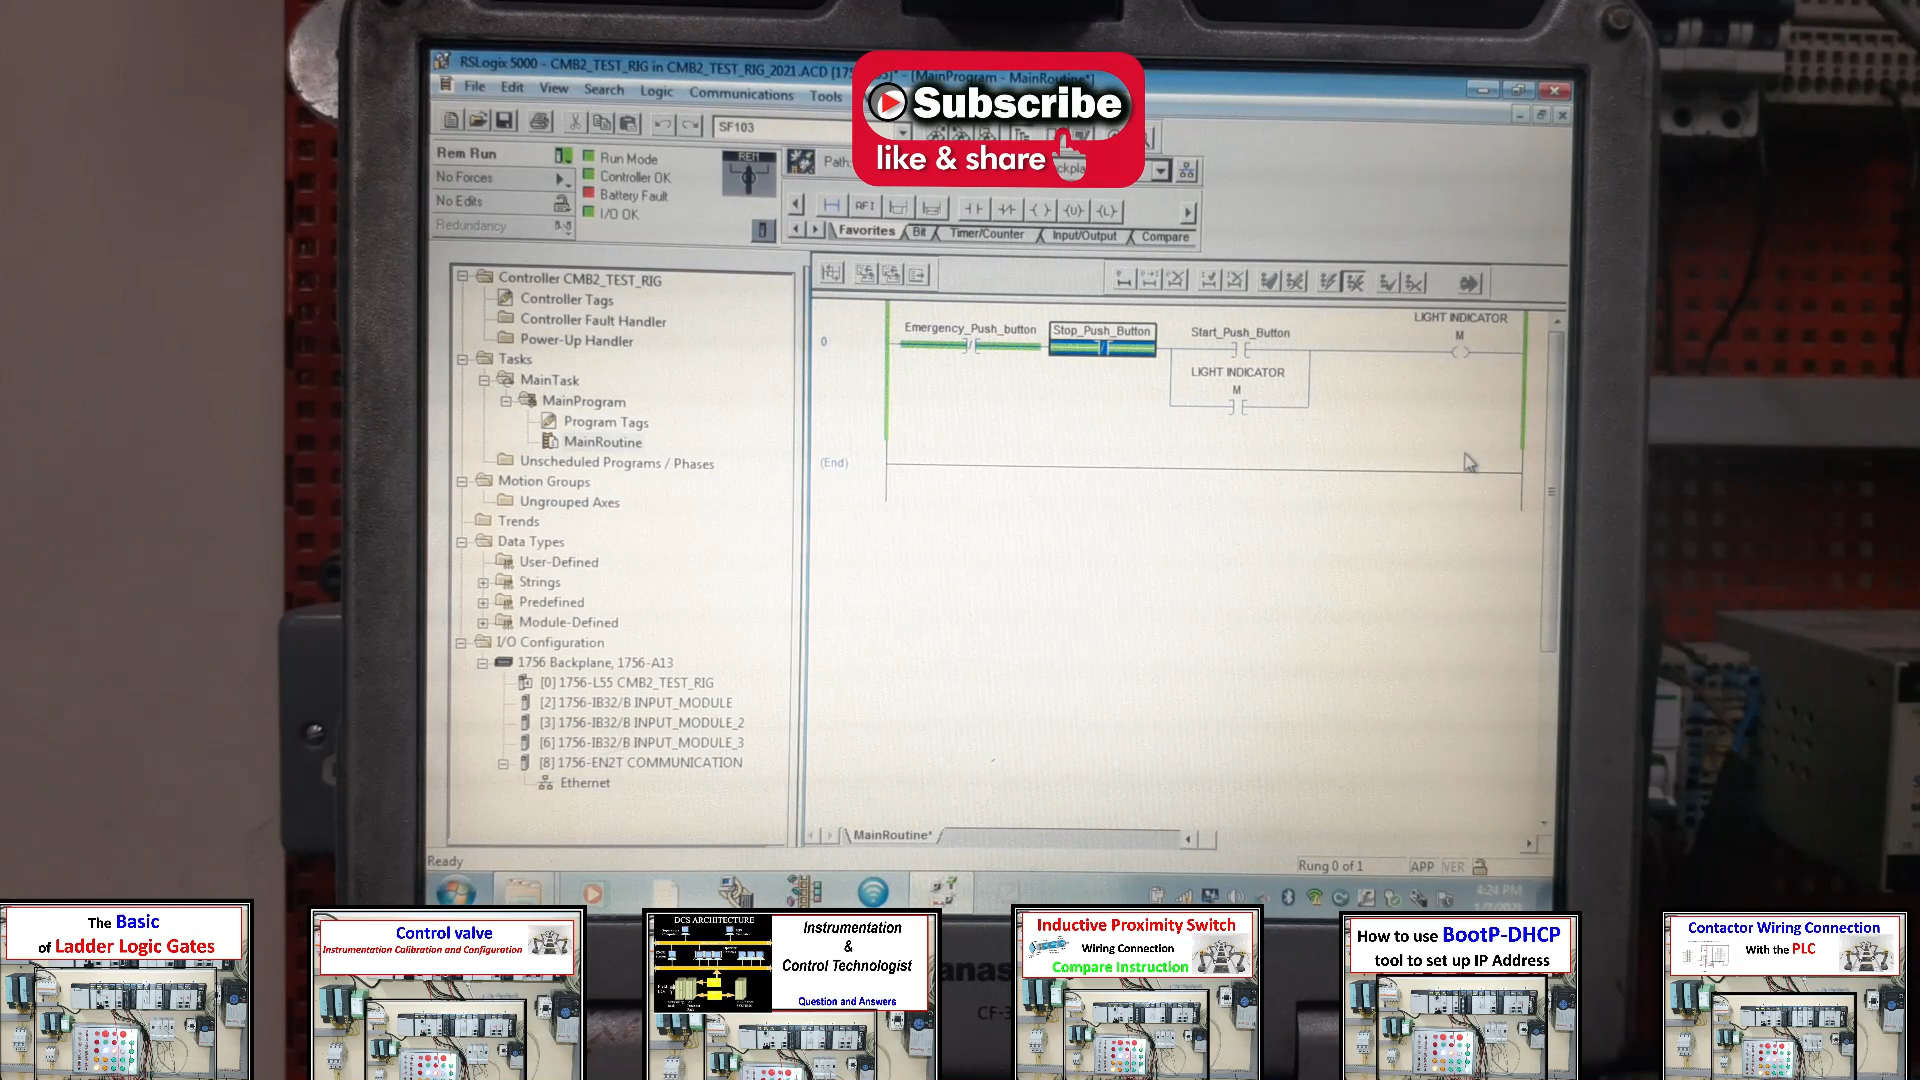 RSLogix 5000 - CMB2_TEST_RIG in CMB2_TEST_RIG_2021.ACD [MainProgram - MainRoutine*]
File Edit View Search Logic Communications Tools
Subscribe
like & share
SF103
Rem Run
No Forces
No Edits
Redundancy
Run Mode
Controller OK
Battery Fault
I/O OK
REM
Path:
AFI
Favorites Bit Timer/Counter Input/Output Compare
Controller CMB2_TEST_RIG
Controller Tags
Controller Fault Handler
Power-Up Handler
Tasks
MainTask
MainProgram
Program Tags
MainRoutine
Unscheduled Programs / Phases
Motion Groups
Ungrouped Axes
Trends
Data Types
User-Defined
Strings
Predefined
Module-Defined
I/O Configuration
1756 Backplane, 1756-A13
[0] 1756-L55 CMB2_TEST_RIG
[2] 1756-IB32/B INPUT_MODULE
[3] 1756-IB32/B INPUT_MODULE_2
[6] 1756-IB32/B INPUT_MODULE_3
[8] 1756-EN2T COMMUNICATION
Ethernet
0
Emergency_Push_button
Stop_Push_Button
Start_Push_Button
LIGHT INDICATOR
M
LIGHT INDICATOR
M
(End)
MainRoutine*
Ready
Rung 0 of 1
APP
VER
4:24 PM
The Basic
of Ladder Logic Gates
Control valve
Instrumentation Calibration and Configuration
DCS ARCHITECTURE
Instrumentation
&
Control Technologist
Question and Answers
Inductive Proximity Switch
Wiring Connection
Compare Instruction
How to use BootP-DHCP
tool to set up IP Address
Contactor Wiring Connection
With the PLC